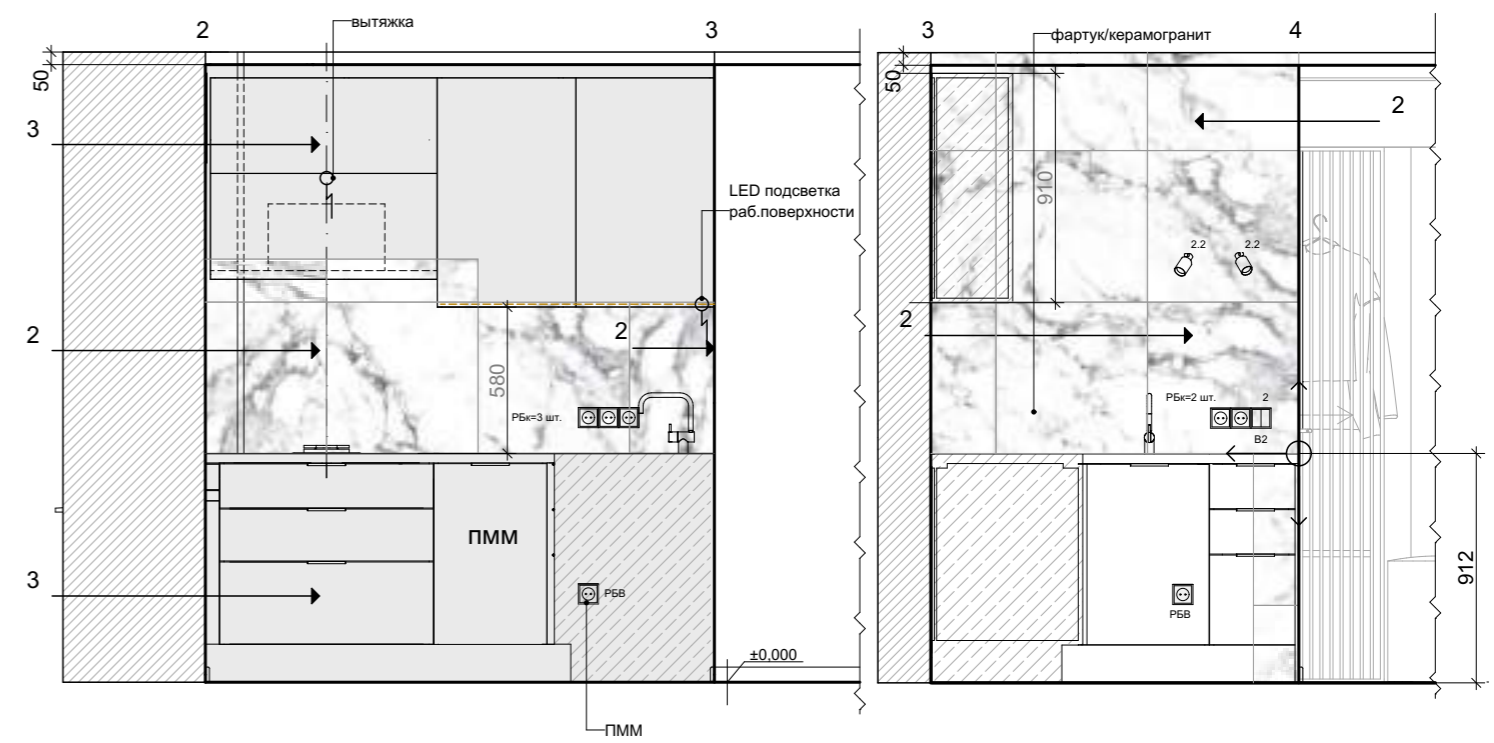 2
вытяжка
3
50
3
LED подсветка
раб.поверхности
2
2
580
РБк=3 шт.
ПММ
3
РБВ
±0,000
ПММ
3
фартук/керамогранит
4
50
2
910
2.2
2.2
2
РБк=2 шт.
2
В2
912
РБВ